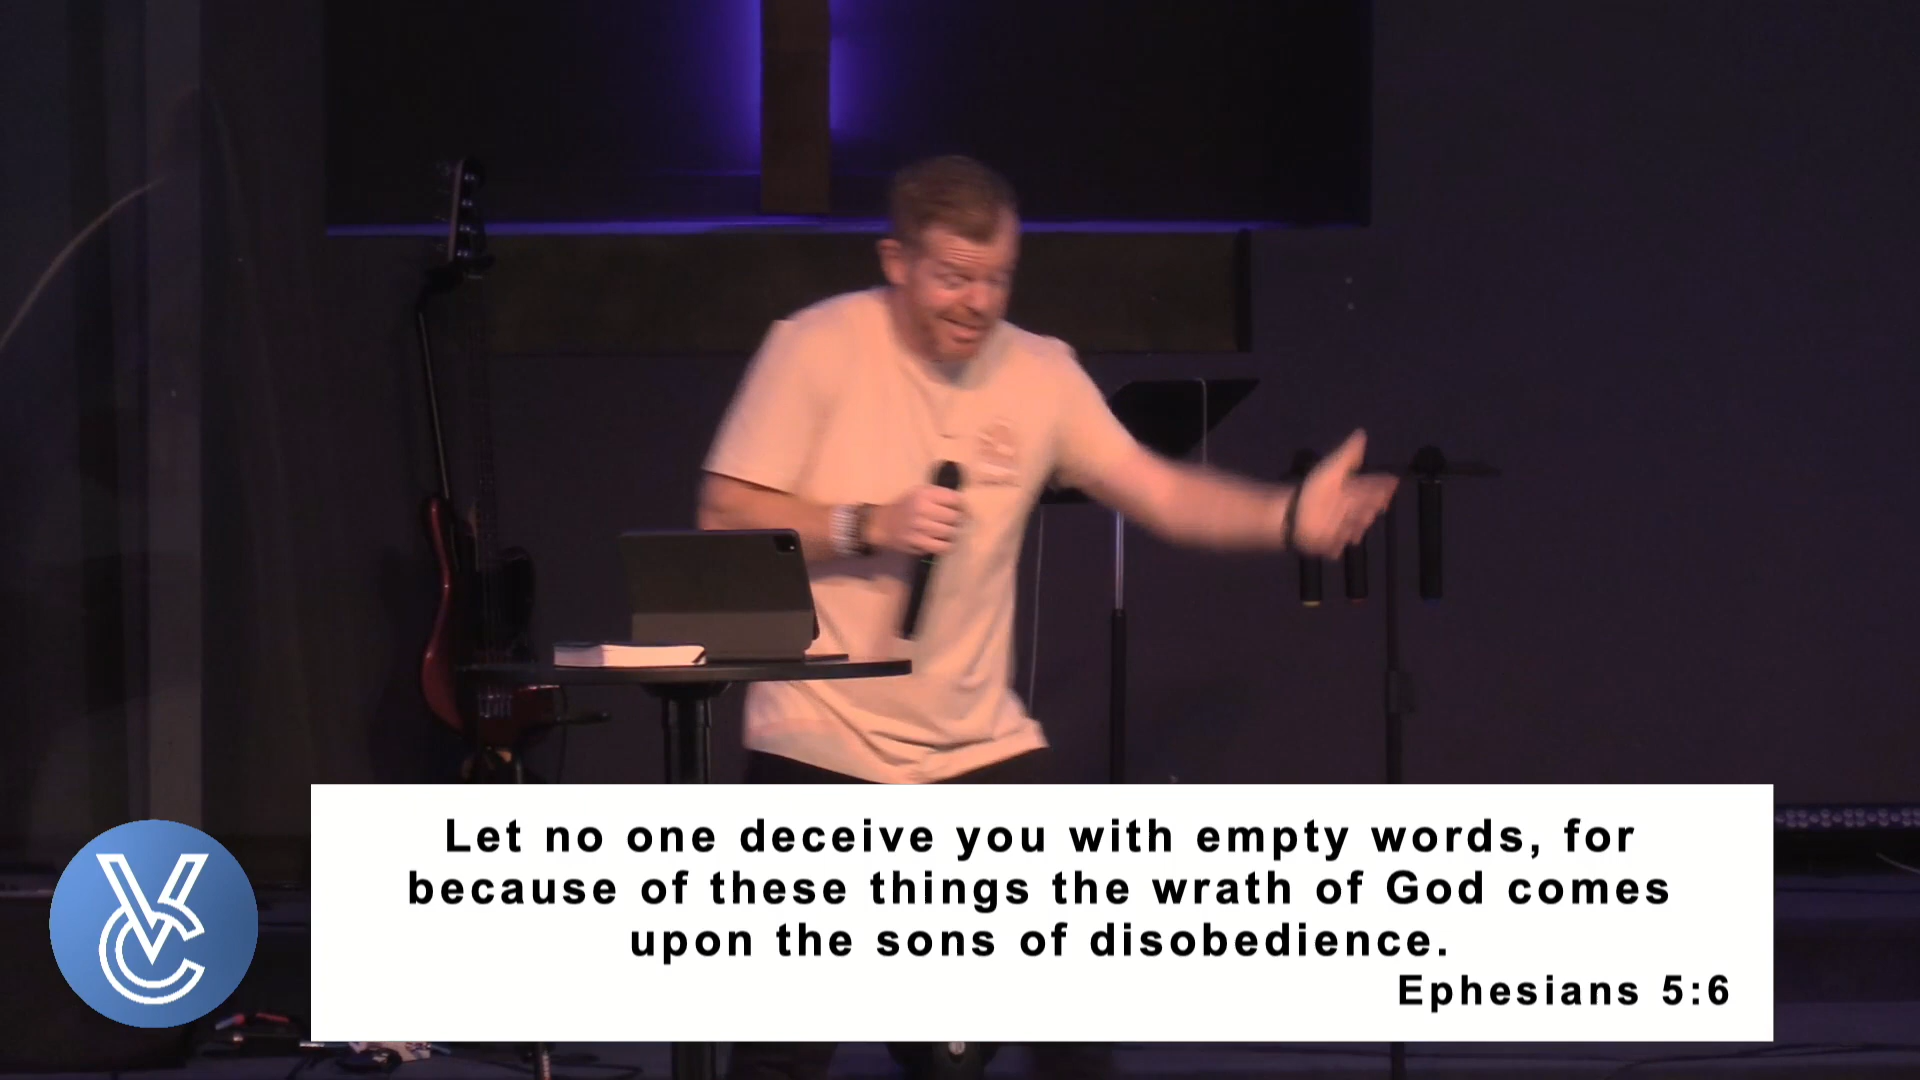 Let no one deceive you with empty words, for
because of these things the wrath of God comes
upon the sons of disobedience.
Ephesians 5:6
VC